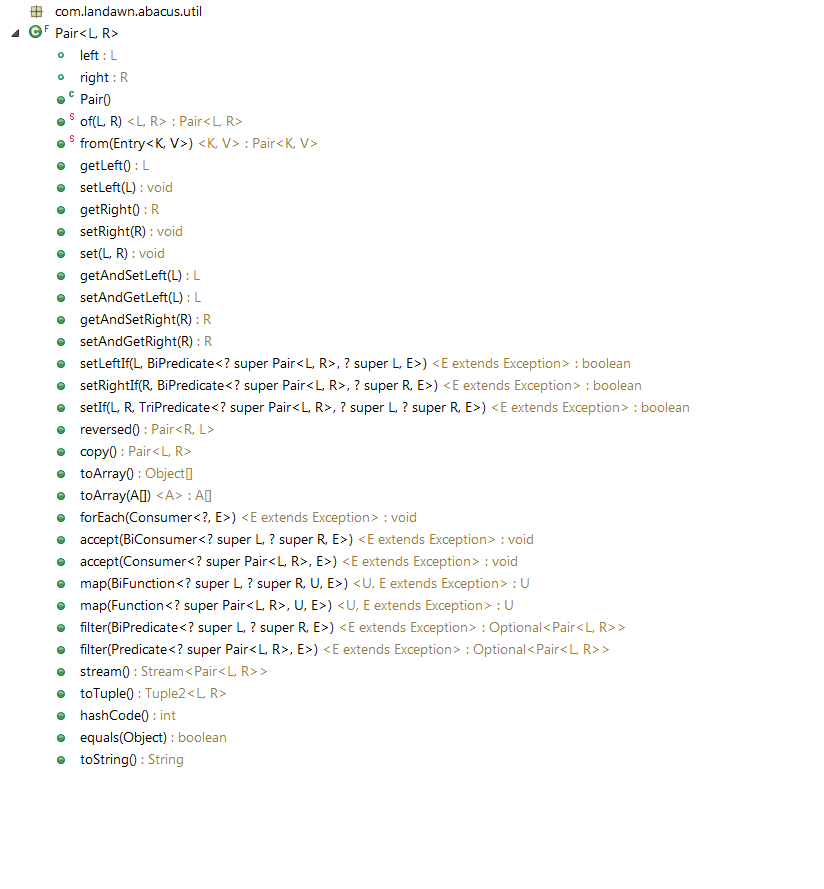 com.landawn.abacus.util
C F Pair<L, R>
left : L
right : R
C Pair()
S of(L, R) <L, R> : Pair<L, R>
S from(Entry<K, V>) <K, V> : Pair<K, V>
getLeft() : L
setLeft(L) : void
getRight() : R
setRight(R) : void
set(L, R) : void
getAndSetLeft(L) : L
setAndGetLeft(L) : L
getAndSetRight(R) : R
setAndGetRight(R) : R
setLeftIf(L, BiPredicate<? super Pair<L, R>, ? super L, E>) <E extends Exception> : boolean
setRightIf(R, BiPredicate<? super Pair<L, R>, ? super R, E>) <E extends Exception> : boolean
setIf(L, R, TriPredicate<? super Pair<L, R>, ? super L, ? super R, E>) <E extends Exception> : boolean
reversed() : Pair<R, L>
copy() : Pair<L, R>
toArray() : Object[]
toArray(A[]) <A> : A[]
forEach(Consumer<?, E>) <E extends Exception> : void
accept(BiConsumer<? super L, ? super R, E>) <E extends Exception> : void
accept(Consumer<? super Pair<L, R>, E>) <E extends Exception> : void
map(BiFunction<? super L, ? super R, U, E>) <U, E extends Exception> : U
map(Function<? super Pair<L, R>, U, E>) <U, E extends Exception> : U
filter(BiPredicate<? super L, ? super R, E>) <E extends Exception> : Optional<Pair<L, R>>
filter(Predicate<? super Pair<L, R>, E>) <E extends Exception> : Optional<Pair<L, R>>
stream() : Stream<Pair<L, R>>
toTuple() : Tuple2<L, R>
hashCode() : int
equals(Object) : boolean
toString() : String